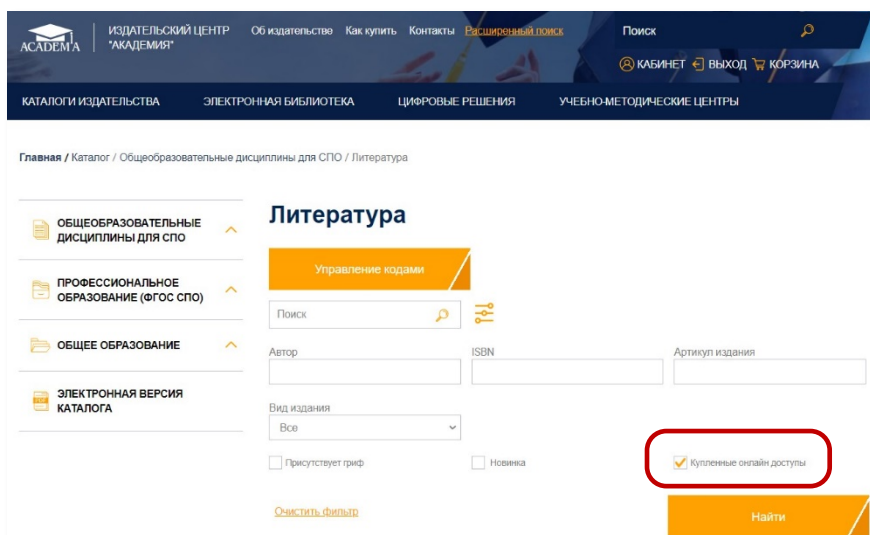 ACADEM'A
ИЗДАТЕЛЬСКИЙ ЦЕНТР
"АКАДЕМИЯ"
Об издательстве Как купить Контакты Расширенный поиск
Поиск
КАБИНЕТ ВЫХОД КОРЗИНА
КАТАЛОГИ ИЗДАТЕЛЬСТВА ЭЛЕКТРОННАЯ БИБЛИОТЕКА ЦИФРОВЫЕ РЕШЕНИЯ УЧЕБНО-МЕТОДИЧЕСКИЕ ЦЕНТРЫ
Главная / Каталог / Общеобразовательные дисциплины для СПО / Литература
ОБЩЕОБРАЗОВАТЕЛЬНЫЕ
ДИСЦИПЛИНЫ ДЛЯ СПО
ПРОФЕССИОНАЛЬНОЕ
ОБРАЗОВАНИЕ (ФГОС СПО)
ОБЩЕЕ ОБРАЗОВАНИЕ
PDF
ЭЛЕКТРОННАЯ ВЕРСИЯ
КАТАЛОГА
Литература
Управление кодами
Поиск
Автор ISBN Артикул издания
Вид издания
Все
Присутствует гриф Новинка Купленные онлайн доступы
Очистить фильтр Найти